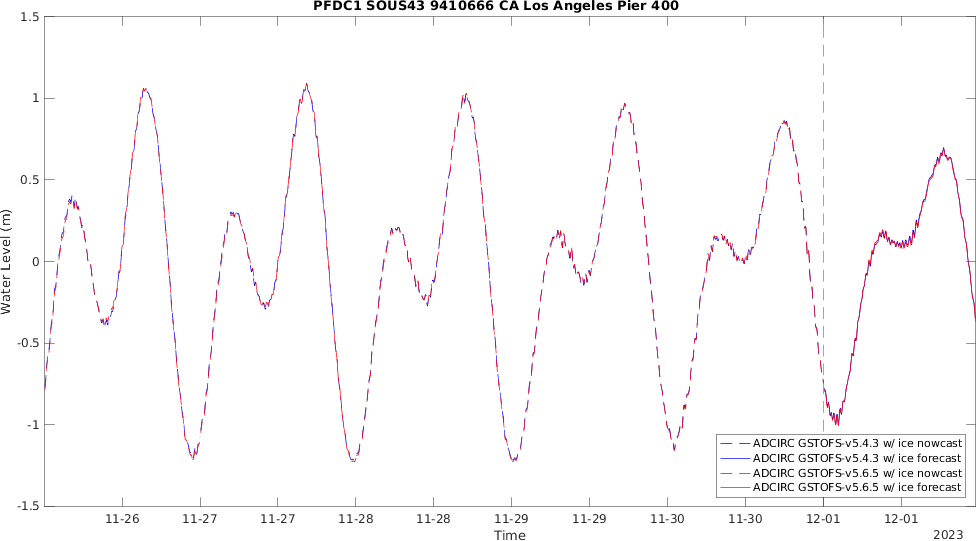 PFDC1 SOUS43 9410666 CA Los Angeles Pier 400
1.5
1
0.5
0
-0.5
-1
-1.5
Water Level (m)
11-26
11-27
11-27
11-28
11-28
11-29
11-29
11-30
11-30
12-01
12-01
Time
2023
ADCIRC GSTOFS-v5.4.3 w/ ice nowcast
ADCIRC GSTOFS-v5.4.3 w/ ice forecast
ADCIRC GSTOFS-v5.6.5 w/ ice nowcast
ADCIRC GSTOFS-v5.6.5 w/ ice forecast